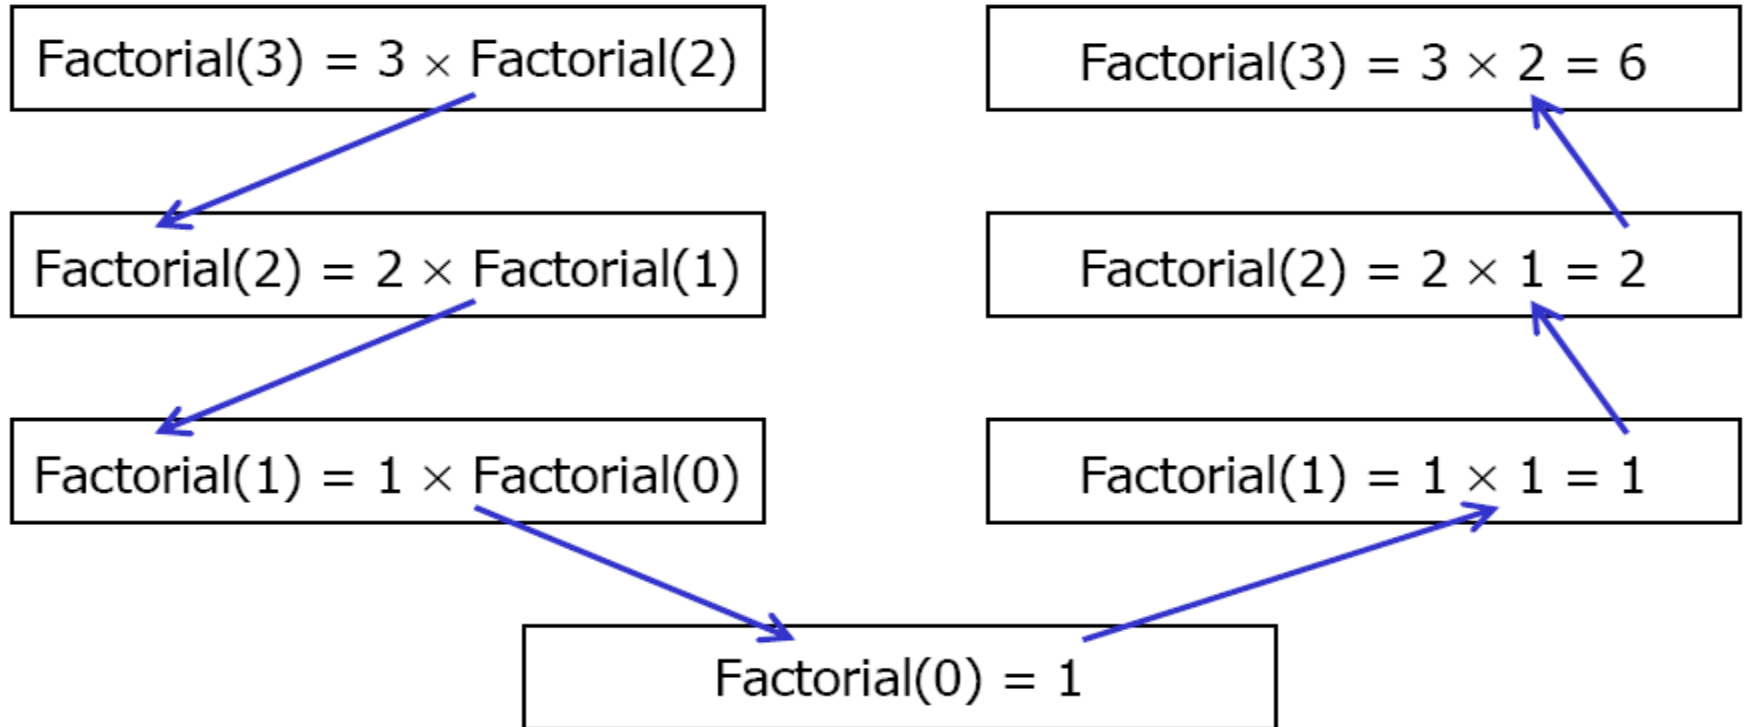 Factorial(3) = 3 × Factorial(2)
Factorial(2) = 2 × Factorial(1)
Factorial(1) = 1 × Factorial(0)
Factorial(0) = 1
Factorial(1) = 1 × 1 = 1
Factorial(2) = 2 × 1 = 2
Factorial(3) = 3 × 2 = 6